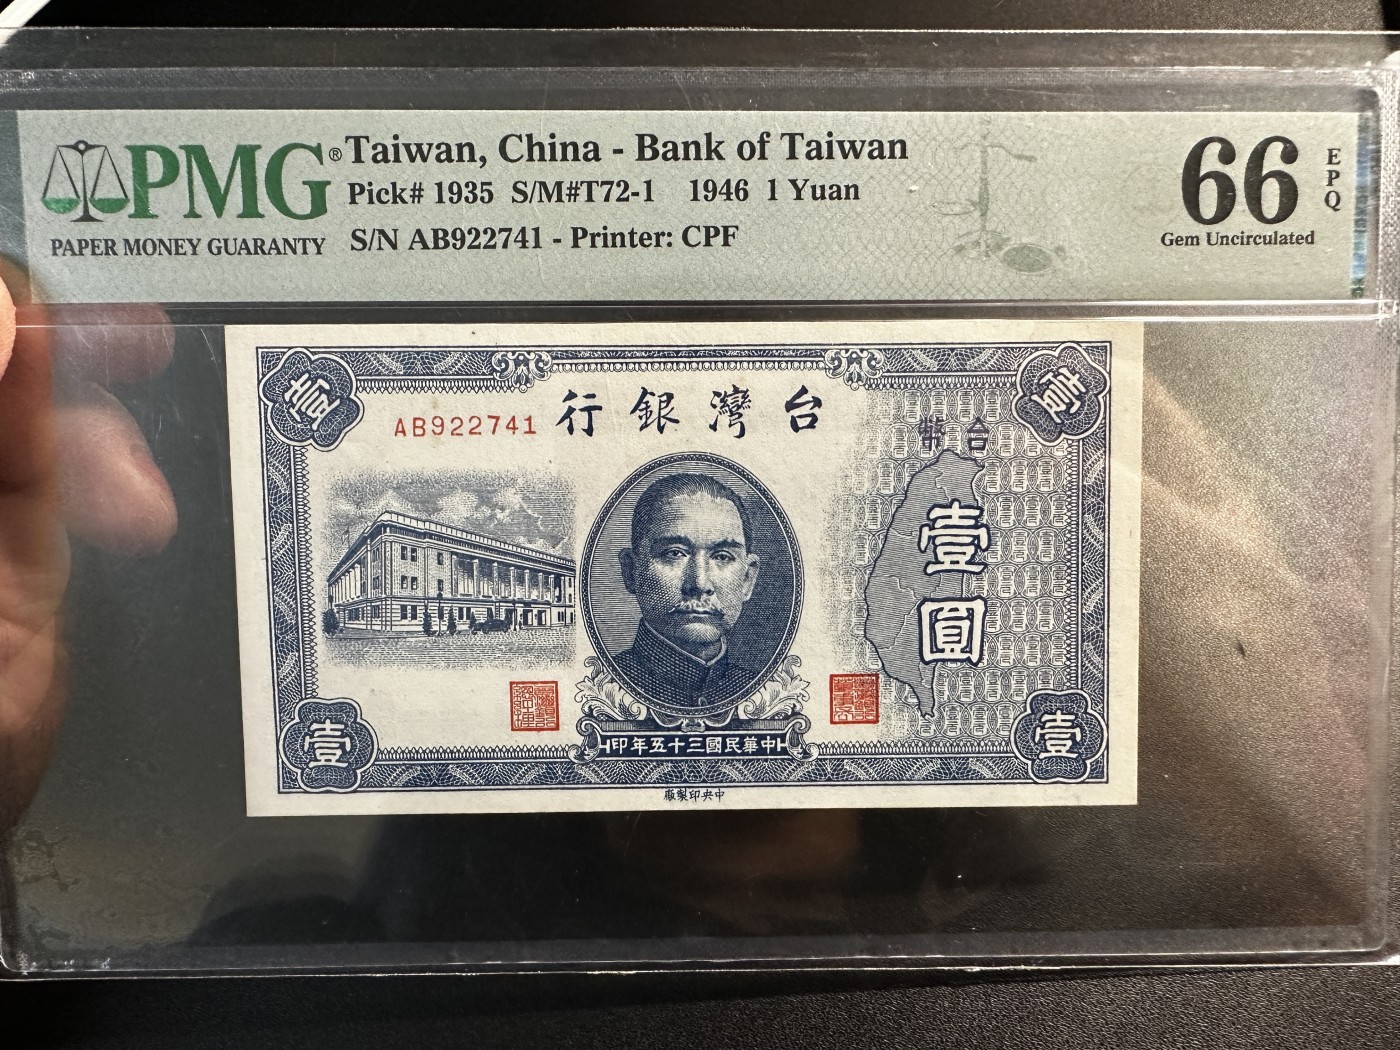 PMG®
PAPER MONEY GUARANTY
Taiwan, China - Bank of Taiwan
Pick# 1935 S/M#T72-1 1946 1 Yuan
S/N AB922741 - Printer: CPF
66 EPQ
Gem Uncirculated
壹
壹
台灣銀行
AB922741
台幣
壹圓
壹
中華民國三十五年印
壹
中央印製廠